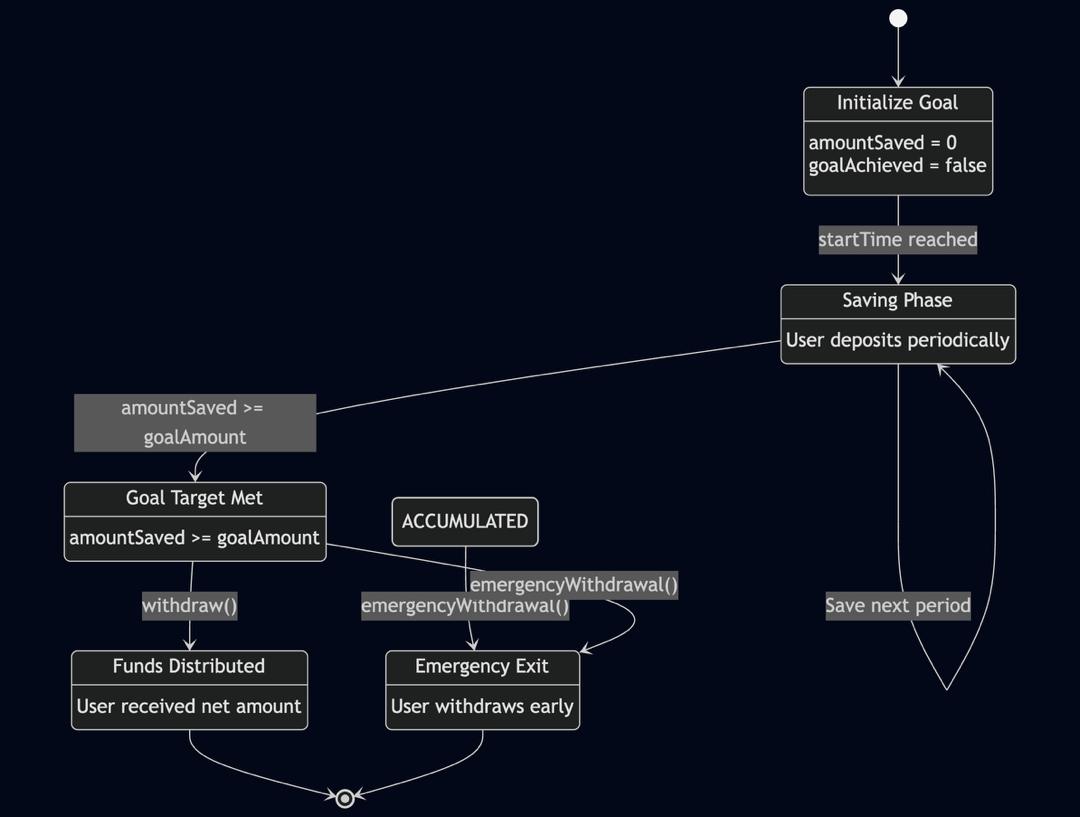 Initialize Goal
amountSaved = 0
goalAchieved = false
startTime reached
Saving Phase
User deposits periodically
amountSaved >=
goalAmount
Goal Target Met
amountSaved >= goalAmount
ACCUMULATED
emergencyWithdrawal()
withdraw()
emergencyWithdrawal()
Save next period
Funds Distributed
User received net amount
Emergency Exit
User withdraws early